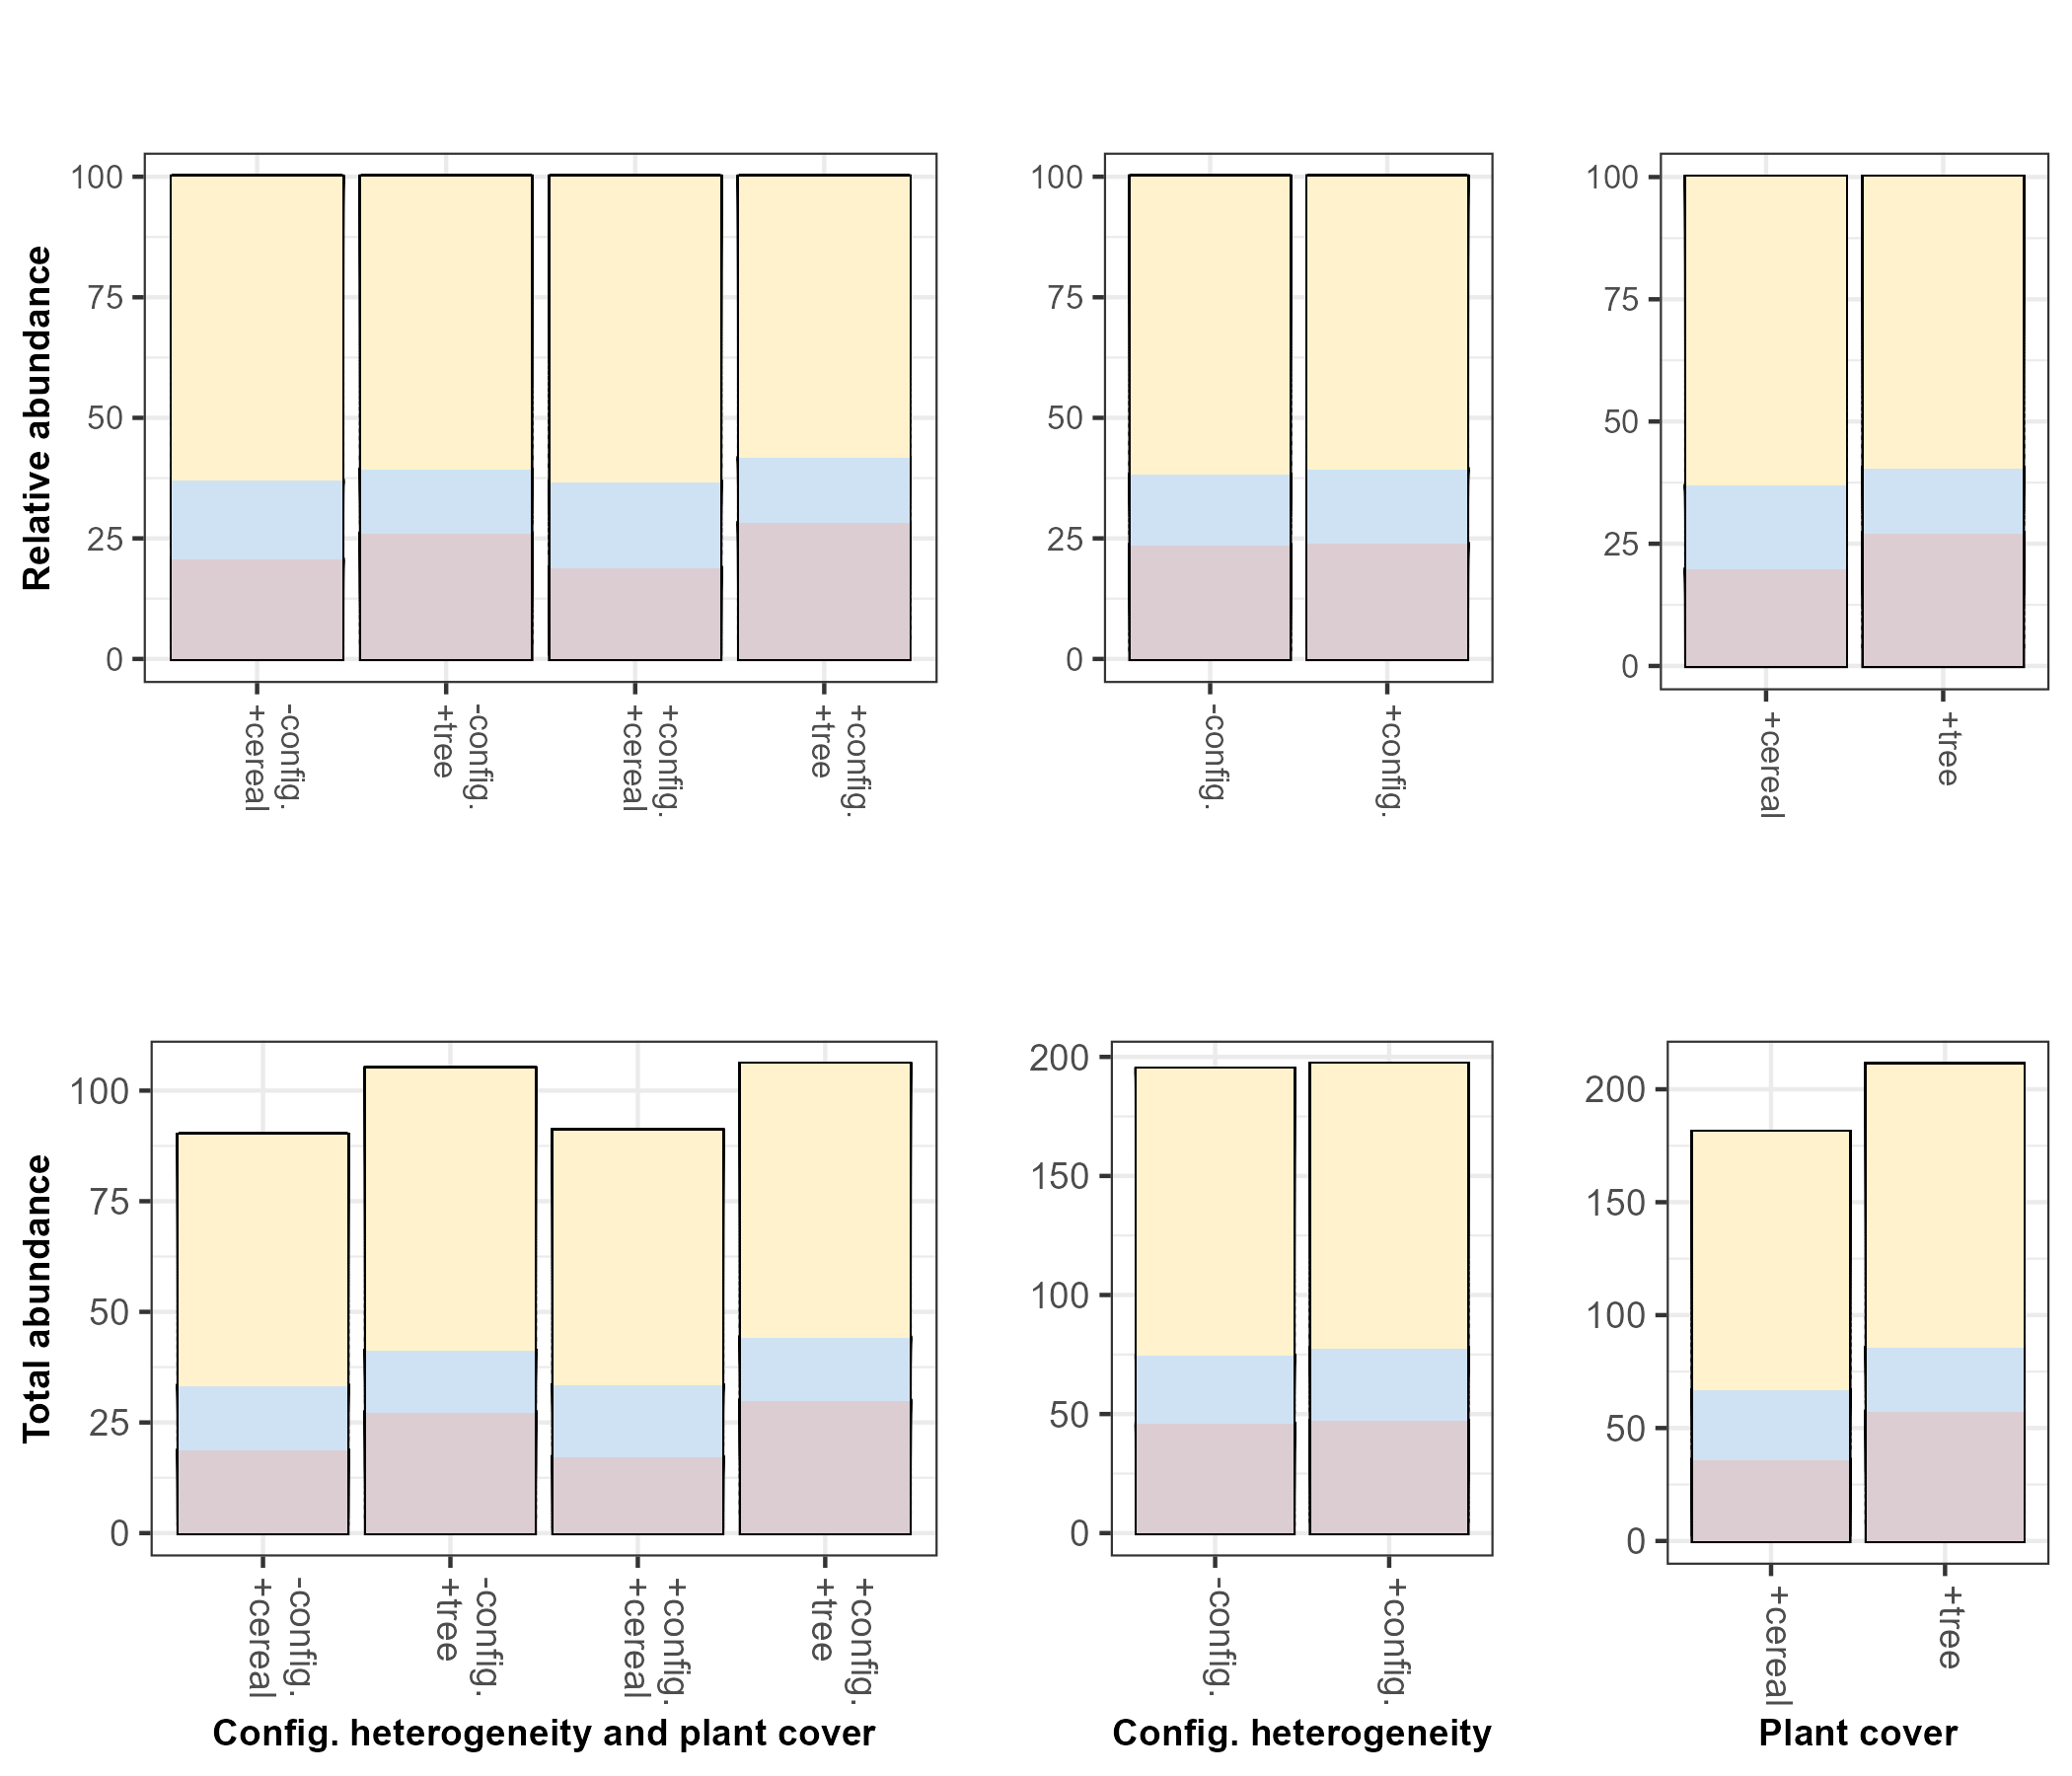 Relative abundance
100
75
50
25
0
-config.
+cereal
-config.
+tree
+config.
+cereal
+config.
+tree
100
75
50
25
0
-config.
+config.
100
75
50
25
0
+cereal
+tree
Total abundance
100
75
50
25
0
-config.
+cereal
-config.
+tree
+config.
+cereal
+config.
+tree
Config. heterogeneity and plant cover
200
150
100
50
0
-config.
+config.
Config. heterogeneity
200
150
100
50
0
+cereal
+tree
Plant cover